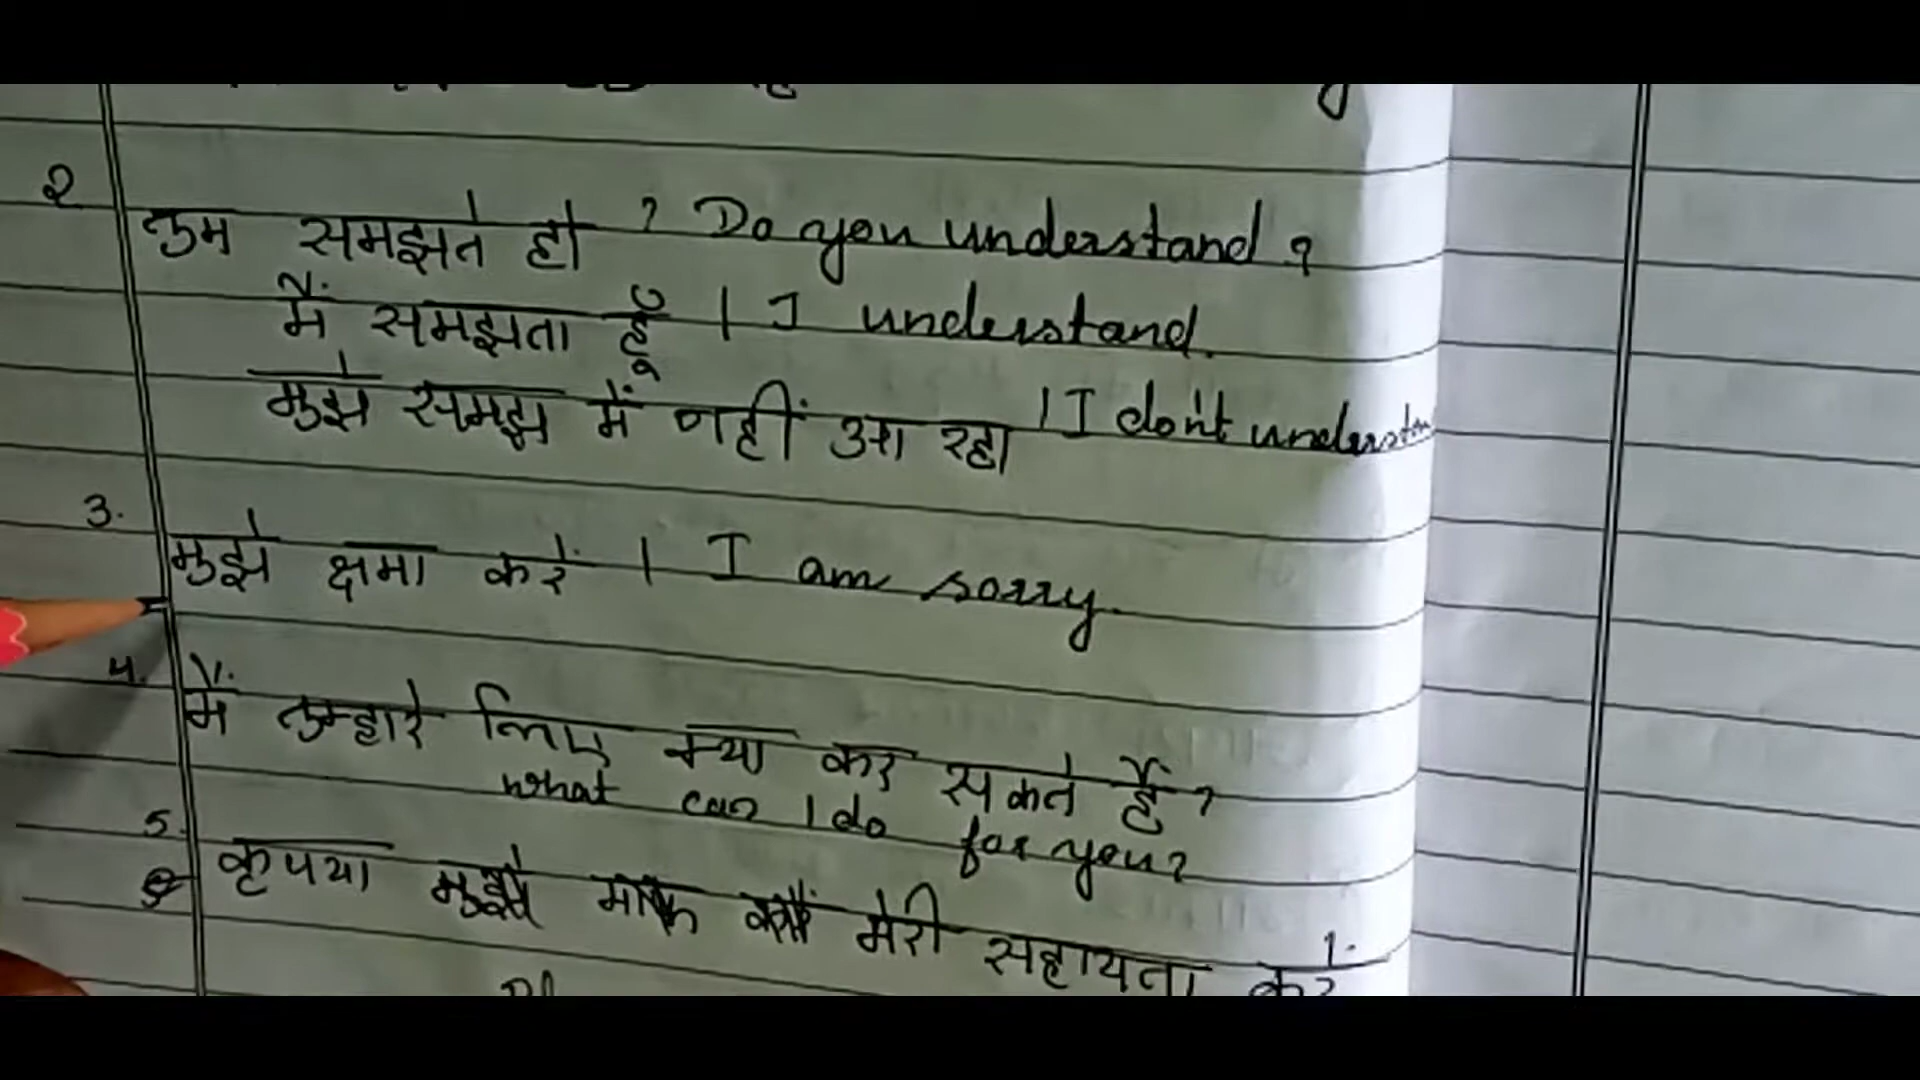 2 तुम समझते हो ? Do you understand ?
मैं समझता हूँ | I understand.
मुझे समझ में नहीं आ रहा | I don't understan
3. मुझे क्षमा करें | I am sorry.
4. मैं तुम्हारे लिए क्या कर सकते हैं ?
what can I do for you?
5. कृपया मेरी सहायता करें